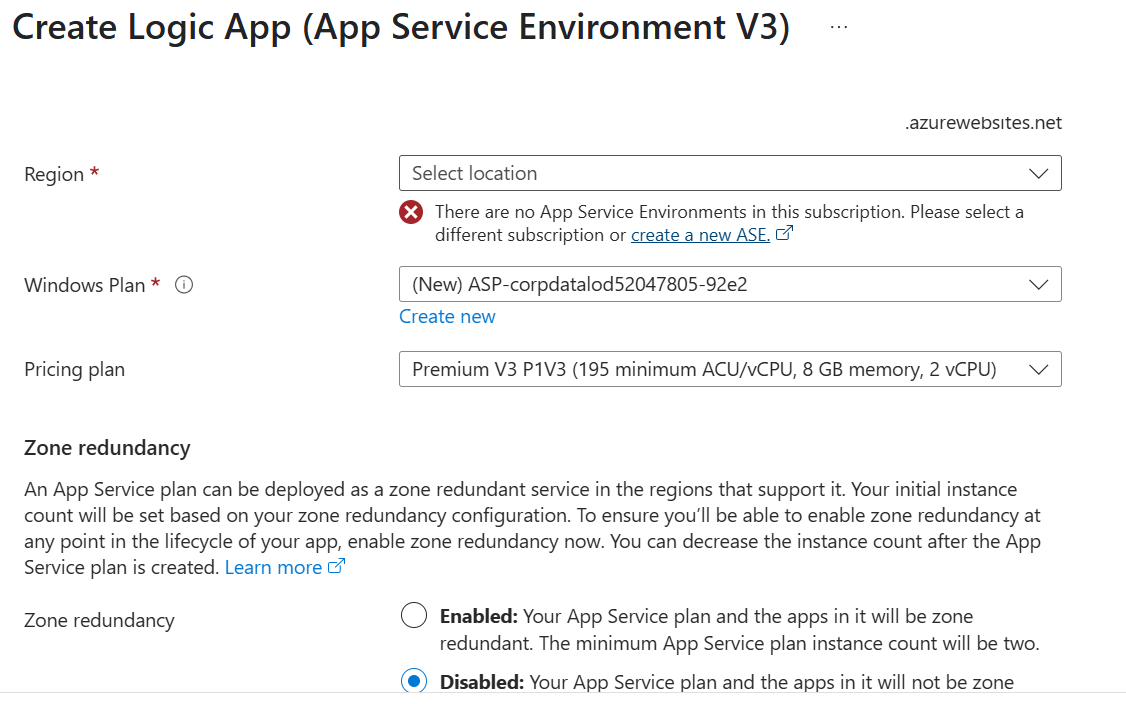 Create Logic App (App Service Environment V3) ...
.azurewebsites.net
Region *
Select location
There are no App Service Environments in this subscription. Please select a
different subscription or create a new ASE.
Windows Plan *
(New) ASP-corpdatalod52047805-92e2
Create new
Pricing plan
Premium V3 P1V3 (195 minimum ACU/vCPU, 8 GB memory, 2 vCPU)
Zone redundancy
An App Service plan can be deployed as a zone redundant service in the regions that support it. Your initial instance
count will be set based on your zone redundancy configuration. To ensure you’ll be able to enable zone redundancy at
any point in the lifecycle of your app, enable zone redundancy now. You can decrease the instance count after the App
Service plan is created. Learn more
Zone redundancy
Enabled: Your App Service plan and the apps in it will be zone
redundant. The minimum App Service plan instance count will be two.
Disabled: Your App Service plan and the apps in it will not be zone